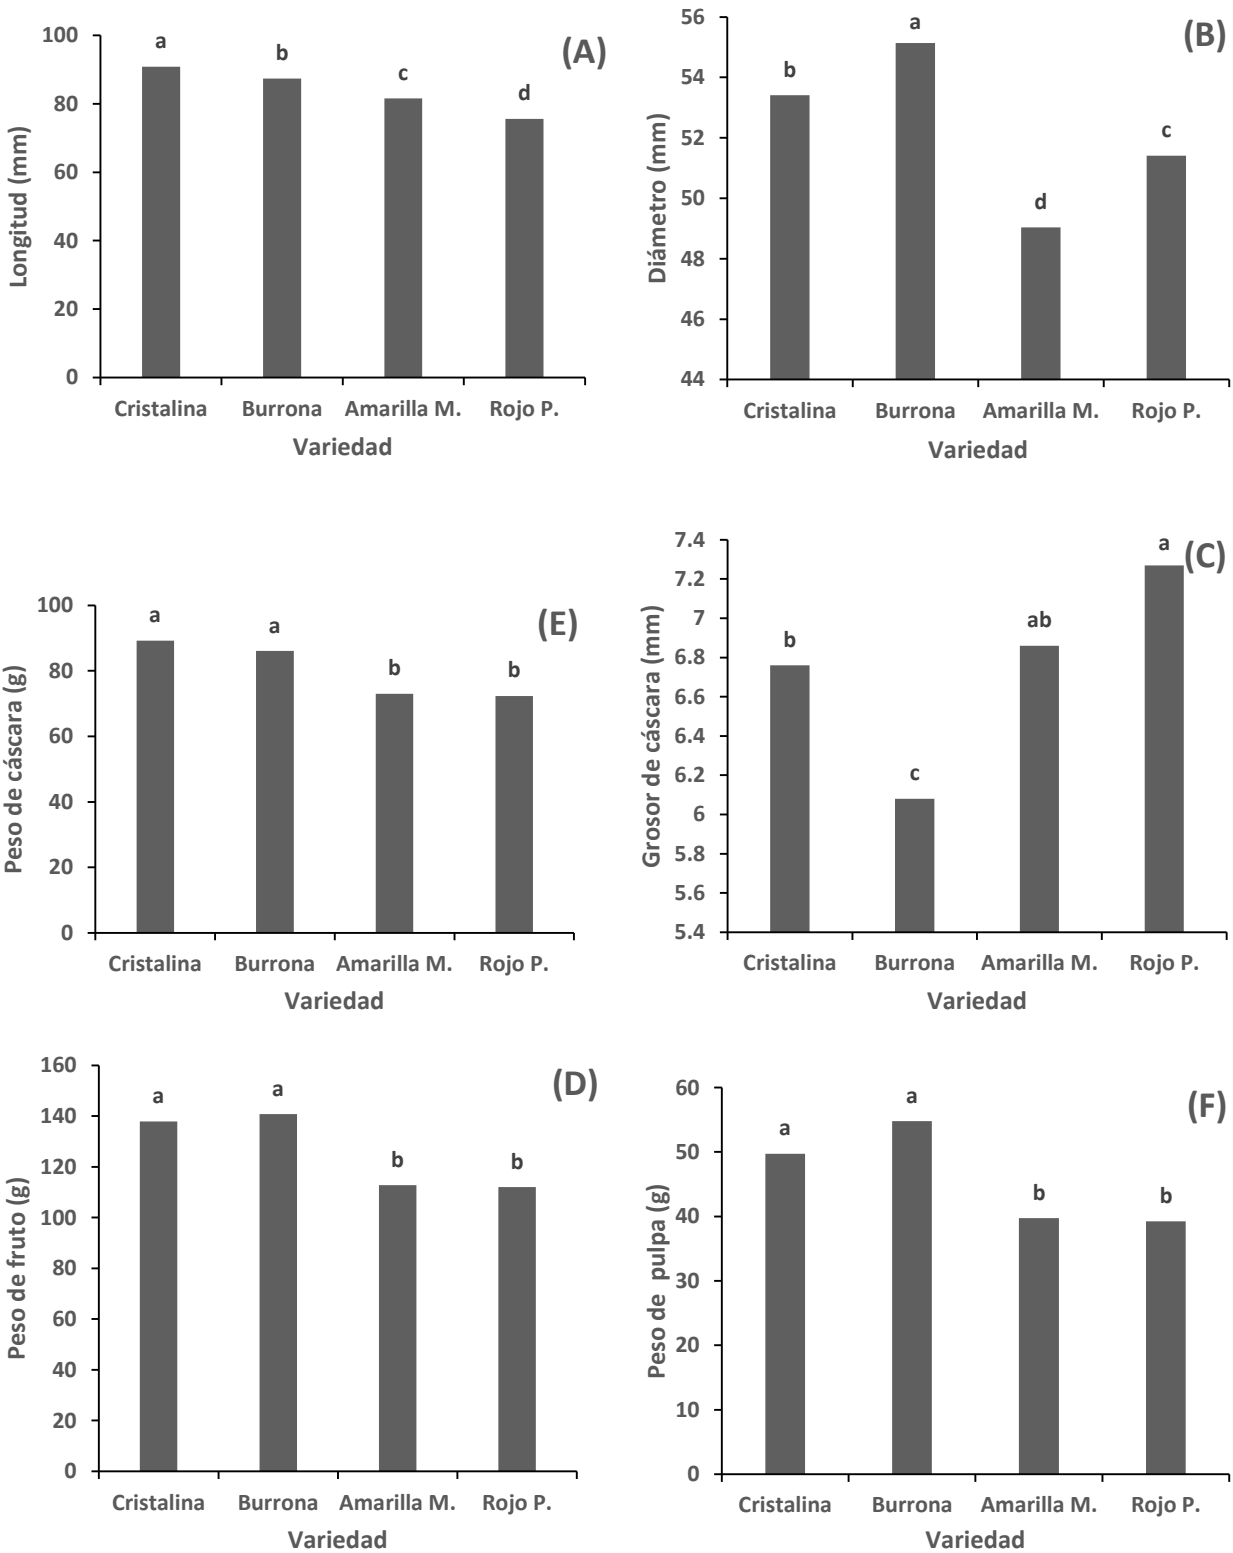 (A)
Longitud (mm)
100
80
60
40
20
0
a
b
c
d
Cristalina Burrona Amarilla M. Rojo P.
Variedad
(B)
Diámetro (mm)
56
54
52
50
48
46
44
b
a
d
c
Cristalina Burrona Amarilla M. Rojo P.
Variedad
(E)
Peso de cáscara (g)
100
80
60
40
20
0
a
a
b
b
Cristalina Burrona Amarilla M. Rojo P.
Variedad
(C)
Grosor de cáscara (mm)
7.4
7.2
7
6.8
6.6
6.4
6.2
6
5.8
5.6
5.4
b
c
ab
a
Cristalina Burrona Amarilla M. Rojo P.
Variedad
(D)
Peso de fruto (g)
160
140
120
100
80
60
40
20
0
a
a
b
b
Cristalina Burrona Amarilla M. Rojo P.
Variedad
(F)
Peso de pulpa (g)
60
50
40
30
20
10
0
a
a
b
b
Cristalina Burrona Amarilla M. Rojo P.
Variedad